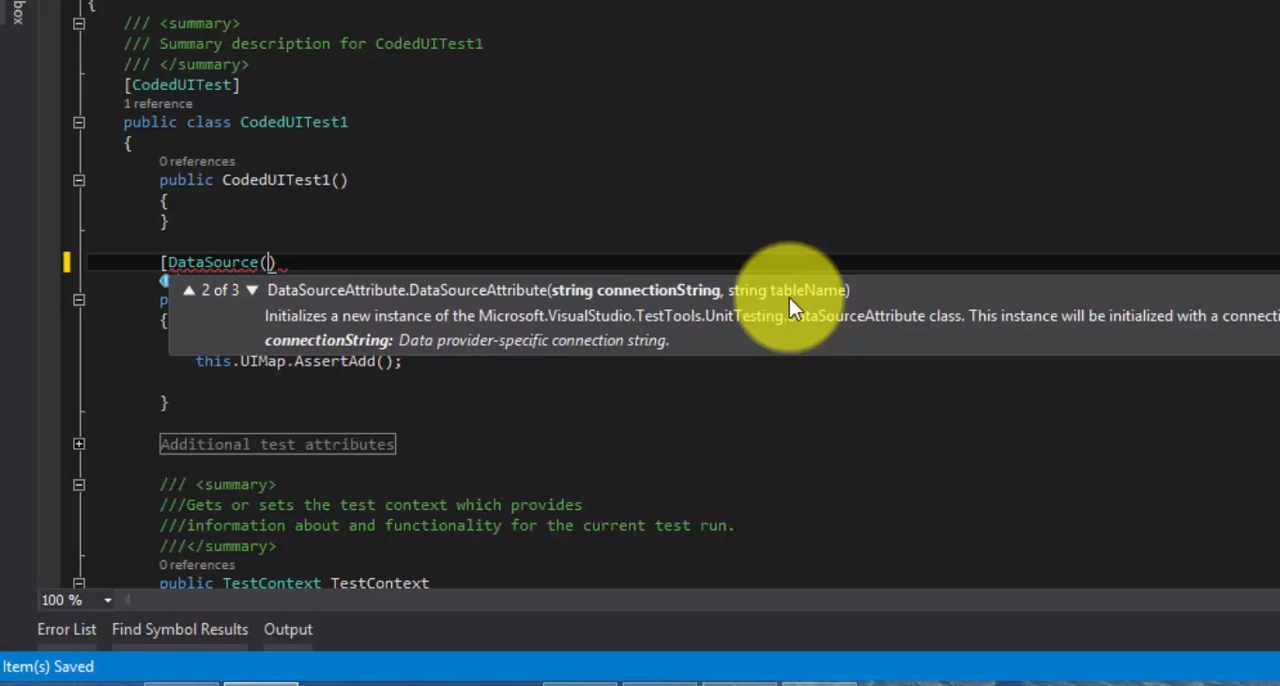 box
{
/// <summary>
/// Summary description for CodedUITest1
/// </summary>
[CodedUITest]
1 reference
public class CodedUITest1
{
0 references
public CodedUITest1()
{
}
[DataSource()
2 of 3 DataSourceAttribute.DataSourceAttribute(string connectionString, string tableName)
Initializes a new instance of the Microsoft.VisualStudio.TestTools.UnitTesting.DataSourceAttribute class. This instance will be initialized with a connecti
connectionString: Data provider-specific connection string.
{
this.UIMap.AssertAdd();
}
Additional test attributes
/// <summary>
///Gets or sets the test context which provides
///information about and functionality for the current test run.
///</summary>
0 references
public TestContext TestContext
100 %
Error List Find Symbol Results Output
Item(s) Saved